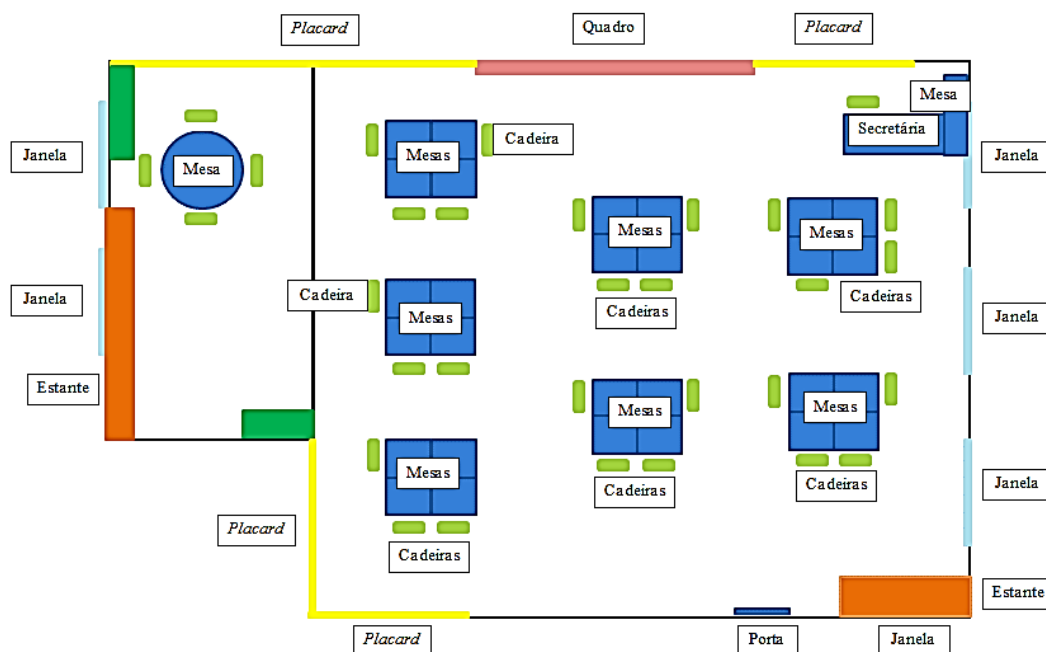 Placard
Quadro
Placard
Mesa
Secretária
Cadeira
Mesas
Janela
Mesa
Janela
Mesas
Mesas
Janela
Cadeira
Mesas
Cadeiras
Cadeiras
Janela
Estante
Mesas
Mesas
Mesas
Cadeiras
Cadeiras
Janela
Placard
Cadeiras
Estante
Placard
Porta
Janela